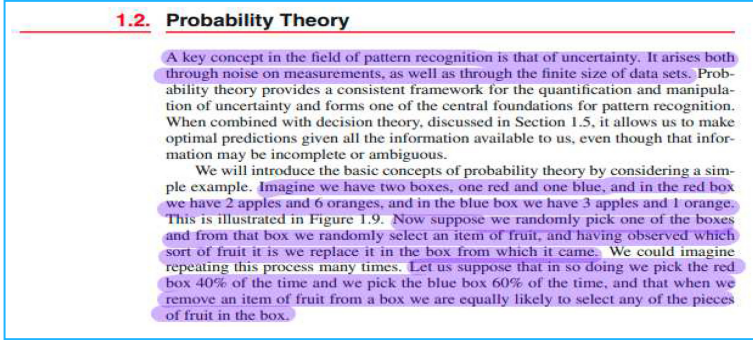 1.2. Probability Theory
A key concept in the field of pattern recognition is that of uncertainty. It arises both
through noise on measurements, as well as through the finite size of data sets. Prob-
ability theory provides a consistent framework for the quantification and manipula-
tion of uncertainty and forms one of the central foundations for pattern recognition.
When combined with decision theory, discussed in Section 1.5, it allows us to make
optimal predictions given all the information available to us, even though that infor-
mation may be incomplete or ambiguous.
We will introduce the basic concepts of probability theory by considering a sim-
ple example. Imagine we have two boxes, one red and one blue, and in the red box
we have 2 apples and 6 oranges, and in the blue box we have 3 apples and 1 orange.
This is illustrated in Figure 1.9. Now suppose we randomly pick one of the boxes
and from that box we randomly select an item of fruit, and having observed which
sort of fruit it is we replace it in the box from which it came. We could imagine
repeating this process many times. Let us suppose that in so doing we pick the red
box 40% of the time and we pick the blue box 60% of the time, and that when we
remove an item of fruit from a box we are equally likely to select any of the pieces
of fruit in the box.